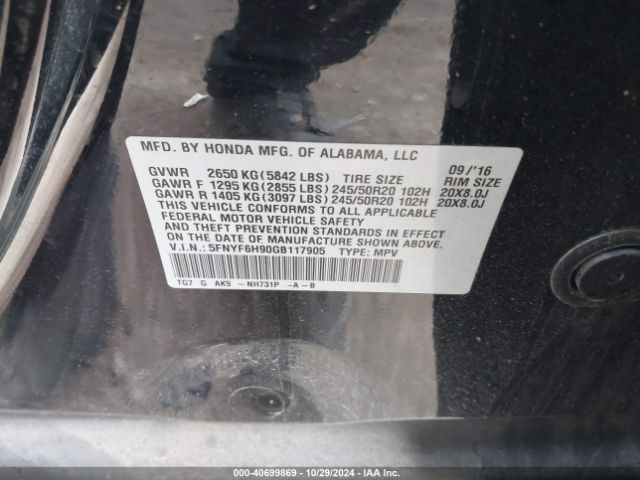 MFD. BY HONDA MFG. OF ALABAMA, LLC 09/'16
GVWR 2650 KG(5842 LBS) TIRE SIZE RIM SIZE
GAWR F 1295 KG(2855 LBS) 245/50R20 102H 20X8.0J
GAWR R 1405 KG(3097 LBS) 245/50R20 102H 20X8.0J
THIS VEHICLE CONFORMS TO ALL APPLICABLE
FEDERAL MOTOR VEHICLE SAFETY
AND THEFT PREVENTION STANDARDS IN EFFECT
ON THE DATE OF MANUFACTURE SHOWN ABOVE.
V.I.N.: 5FNYF6H90GB117905 TYPE: MPV
TG7 G AK9 -NH731P -A-B
000-40699869 - 10/29/2024 - IAA Inc.